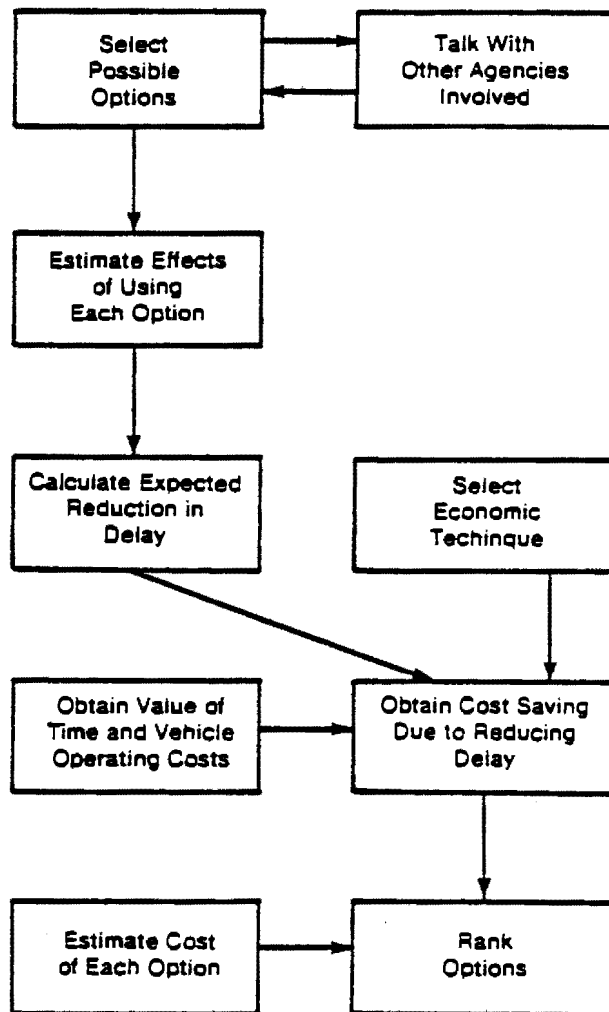 Select
Possible
Options
Talk With
Other Agencies
Involved
Estimate Effects
of Using
Each Option
Calculate Expected
Reduction in
Delay
Select
Economic
Techinque
Obtain Value of
Time and Vehicle
Operating Costs
Obtain Cost Saving
Due to Reducing
Delay
Estimate Cost
of Each Option
Rank
Options